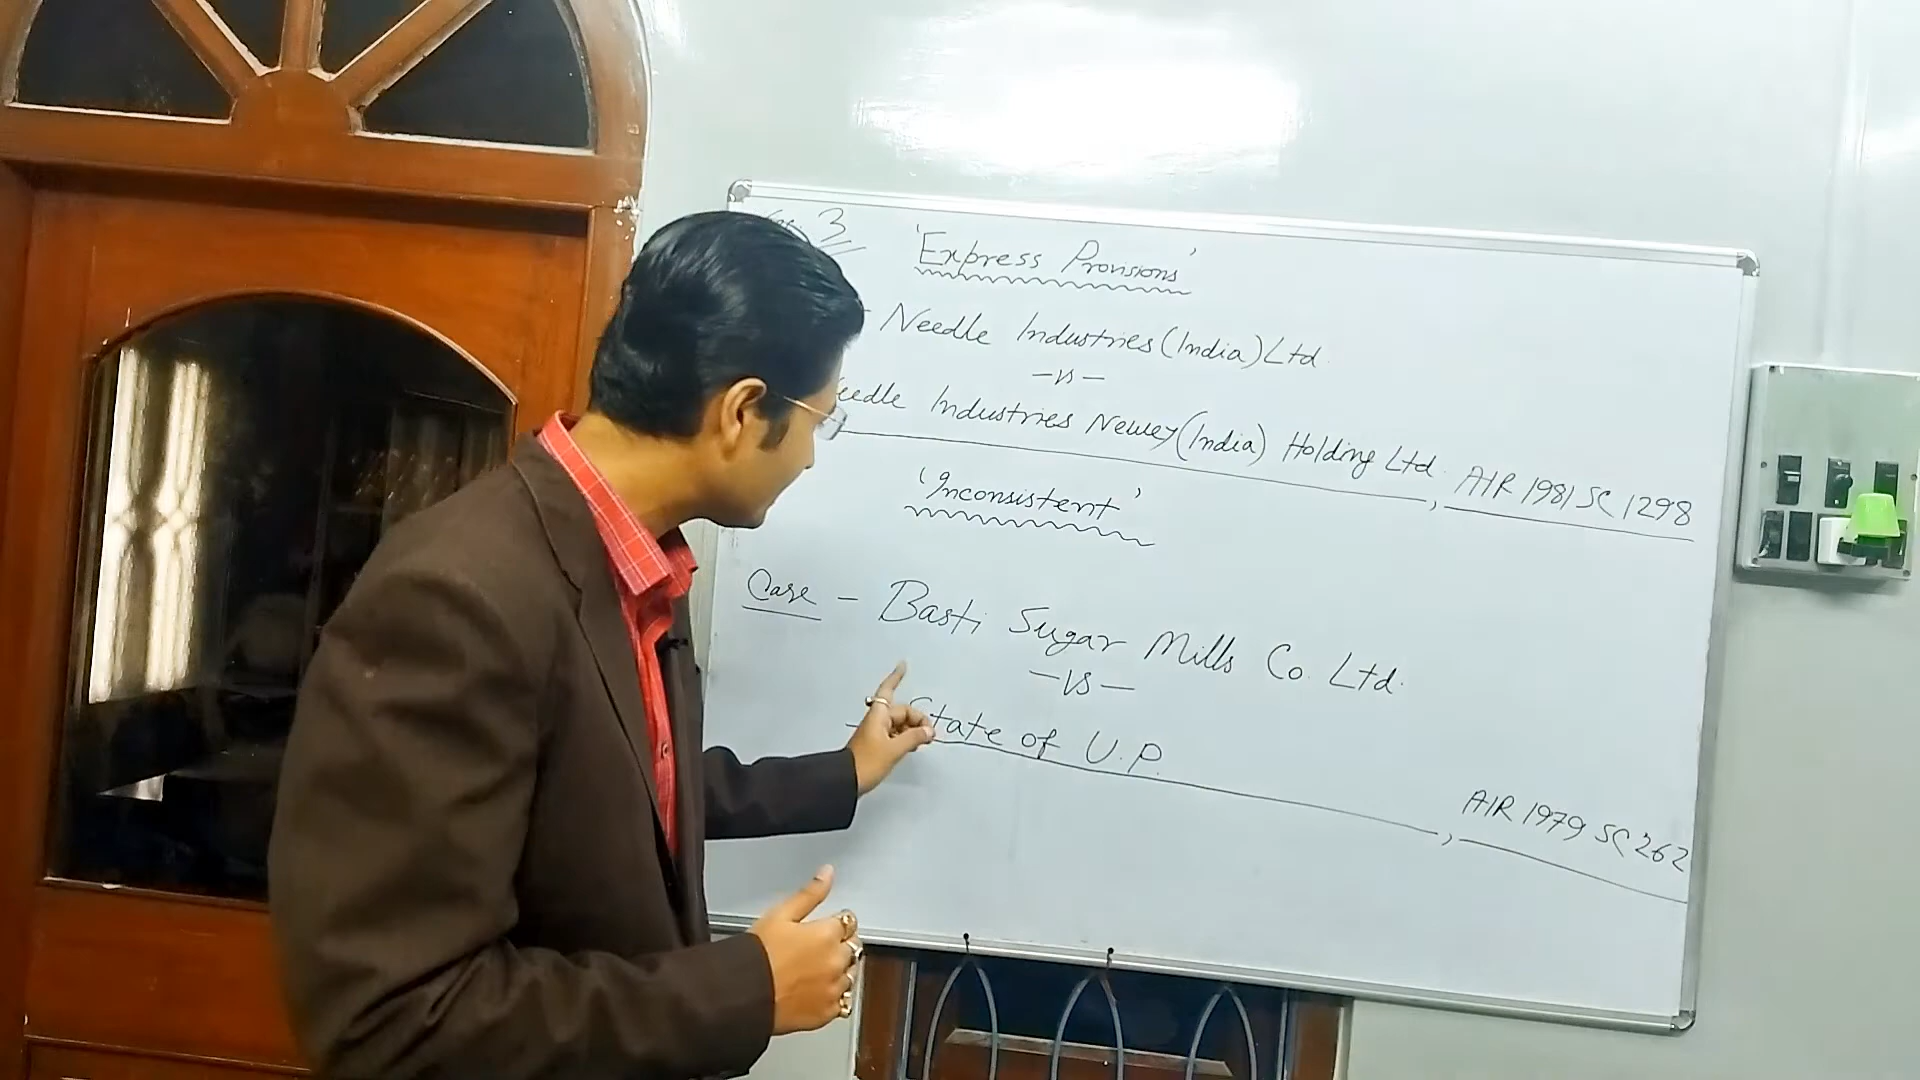 3
'Express Provisions'
- Needle Industries (India) Ltd.
- vs -
Needle Industries Newey (India) Holding Ltd., AIR 1981 SC 1298
'Inconsistent'
Case - Basti Sugar Mills Co. Ltd.
- VS -
State of U.P.,
AIR 1979 SC 262